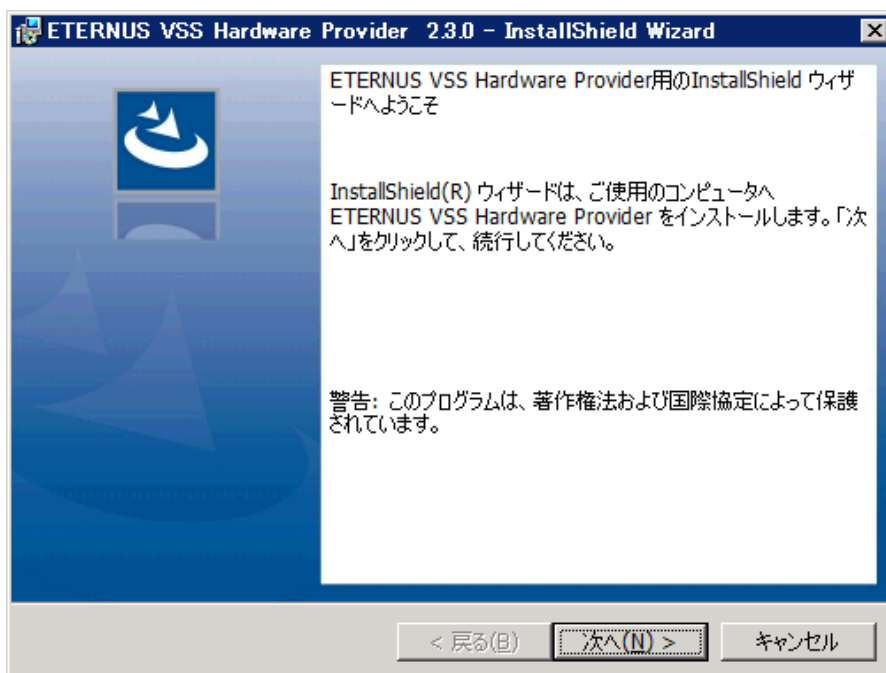 ETERNUS VSS Hardware Provider 2.3.0 - InstallShield Wizard
ETERNUS VSS Hardware Provider用のInstallShield ウィザ
ードへようこそ
InstallShield(R) ウィザードは、ご使用のコンピュータへ
ETERNUS VSS Hardware Provider をインストールします。「次
へ」をクリックして、続行してください。
警告: このプログラムは、著作権法および国際協定によって保護
されています。
< 戻る(B)
次へ(N) >
キャンセル